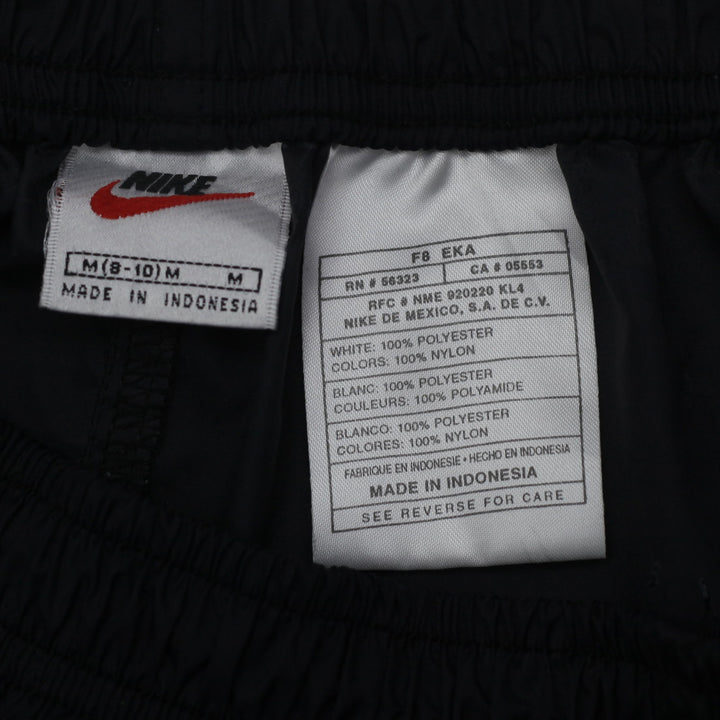 NIKE
M(8-10)M M
MADE IN INDONESIA
F8 EKA
RN # 56323 CA # 05553
RFC # NME 920220 KL4
NIKE DE MEXICO, S.A. DE C.V.
WHITE: 100% POLYESTER
COLORS: 100% NYLON
BLANC: 100% POLYESTER
COULEURS: 100% POLYAMIDE
BLANCO: 100% POLYESTER
COLORES: 100% NYLON
FABRIQUE EN INDONESIE • HECHO EN INDONESIA
MADE IN INDONESIA
SEE REVERSE FOR CARE